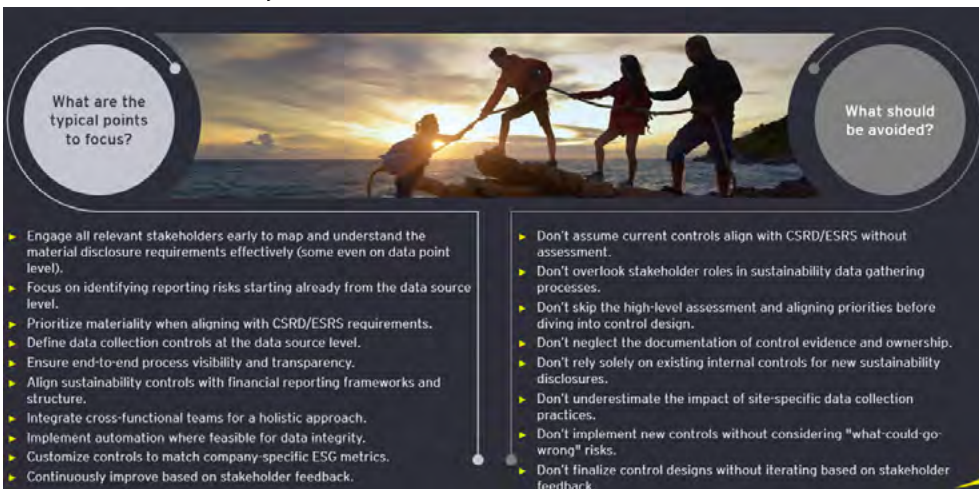 What are the
typical points
to focus?
What should
be avoided?
► Engage all relevant stakeholders early to map and understand the
material disclosure requirements effectively (some even on data point
level).
► Focus on identifying reporting risks starting already from the data source
level.
► Prioritize materiality when aligning with CSRD/ESRS requirements.
► Define data collection controls at the data source level.
► Ensure end-to-end process visibility and transparency.
► Align sustainability controls with financial reporting frameworks and
structure.
► Integrate cross-functional teams for a holistic approach.
► Implement automation where feasible for data integrity.
► Customize controls to match company-specific ESG metrics.
► Continuously improve based on stakeholder feedback.
► Don't assume current controls align with CSRD/ESRS without
assessment.
► Don't overlook stakeholder roles in sustainability data gathering
processes.
► Don't skip the high-level assessment and aligning priorities before
diving into control design.
► Don't neglect the documentation of control evidence and ownership.
► Don't rely solely on existing internal controls for new sustainability
disclosures.
► Don't underestimate the impact of site-specific data collection
practices.
► Don't implement new controls without considering "what-could-go-
wrong" risks.
► Don't finalize control designs without iterating based on stakeholder
feedback.